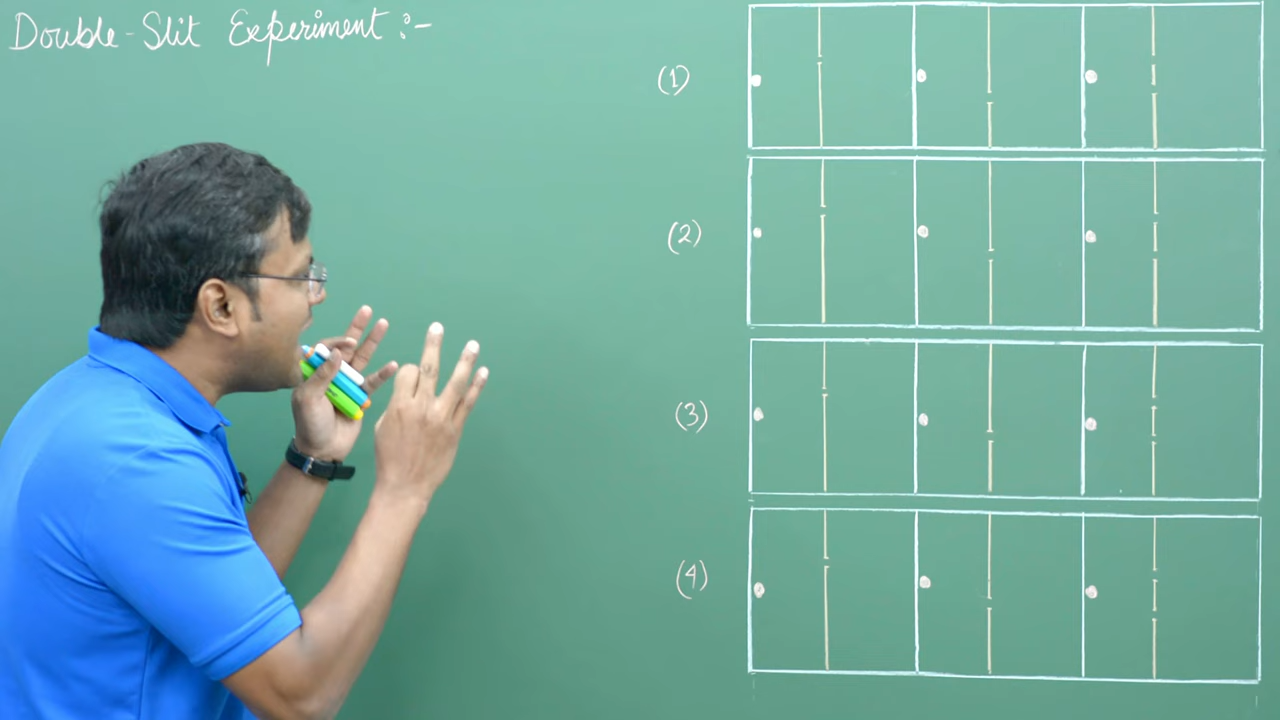 Double-Slit Experiment :-
(1)
(2)
(3)
(4)